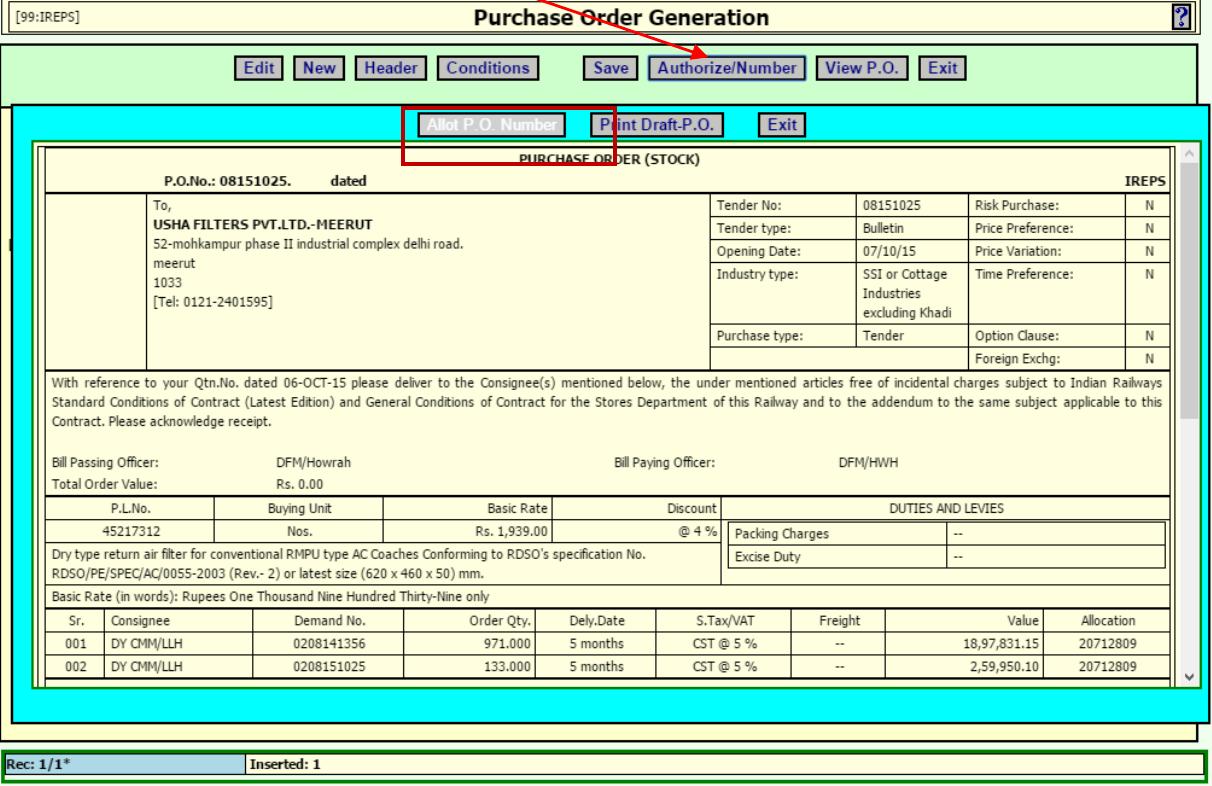 [99:IREPS] Purchase Order Generation ?
Edit New Header Conditions Save Authorize/Number View P.O. Exit
Allot P.O. Number Print Draft-P.O. Exit
PURCHASE ORDER (STOCK)
P.O.No.: 08151025. dated IREPS
To,
USHA FILTERS PVT.LTD.-MEERUT
52-mohkampur phase II industrial complex delhi road.
meerut
1033
[Tel: 0121-2401595]
Tender No: 08151025 Risk Purchase: N
Tender type: Bulletin Price Preference: N
Opening Date: 07/10/15 Price Variation: N
Industry type: SSI or Cottage Time Preference: N
Industries
excluding Khadi
Purchase type: Tender Option Clause: N
Foreign Exchg: N
With reference to your Qtn.No. dated 06-OCT-15 please deliver to the Consignee(s) mentioned below, the under mentioned articles free of incidental charges subject to Indian Railways
Standard Conditions of Contract (Latest Edition) and General Conditions of Contract for the Stores Department of this Railway and to the addendum to the same subject applicable to this
Contract. Please acknowledge receipt.
Bill Passing Officer: DFM/Howrah Bill Paying Officer: DFM/HWH
Total Order Value: Rs. 0.00
P.L.No. Buying Unit Basic Rate Discount DUTIES AND LEVIES
45217312 Nos. Rs. 1,939.00 @ 4 % Packing Charges --
Excise Duty --
Dry type return air filter for conventional RMPU type AC Coaches Conforming to RDSO's specification No.
RDSO/PE/SPEC/AC/0055-2003 (Rev.- 2) or latest size (620 x 460 x 50) mm.
Basic Rate (in words): Rupees One Thousand Nine Hundred Thirty-Nine only
Sr. Consignee Demand No. Order Qty. Dely.Date S.Tax/VAT Freight Value Allocation
001 DY CMM/LLH 0208141356 971.000 5 months CST @ 5 % -- 18,97,831.15 20712809
002 DY CMM/LLH 0208151025 133.000 5 months CST @ 5 % -- 2,59,950.10 20712809
Rec: 1/1* Inserted: 1